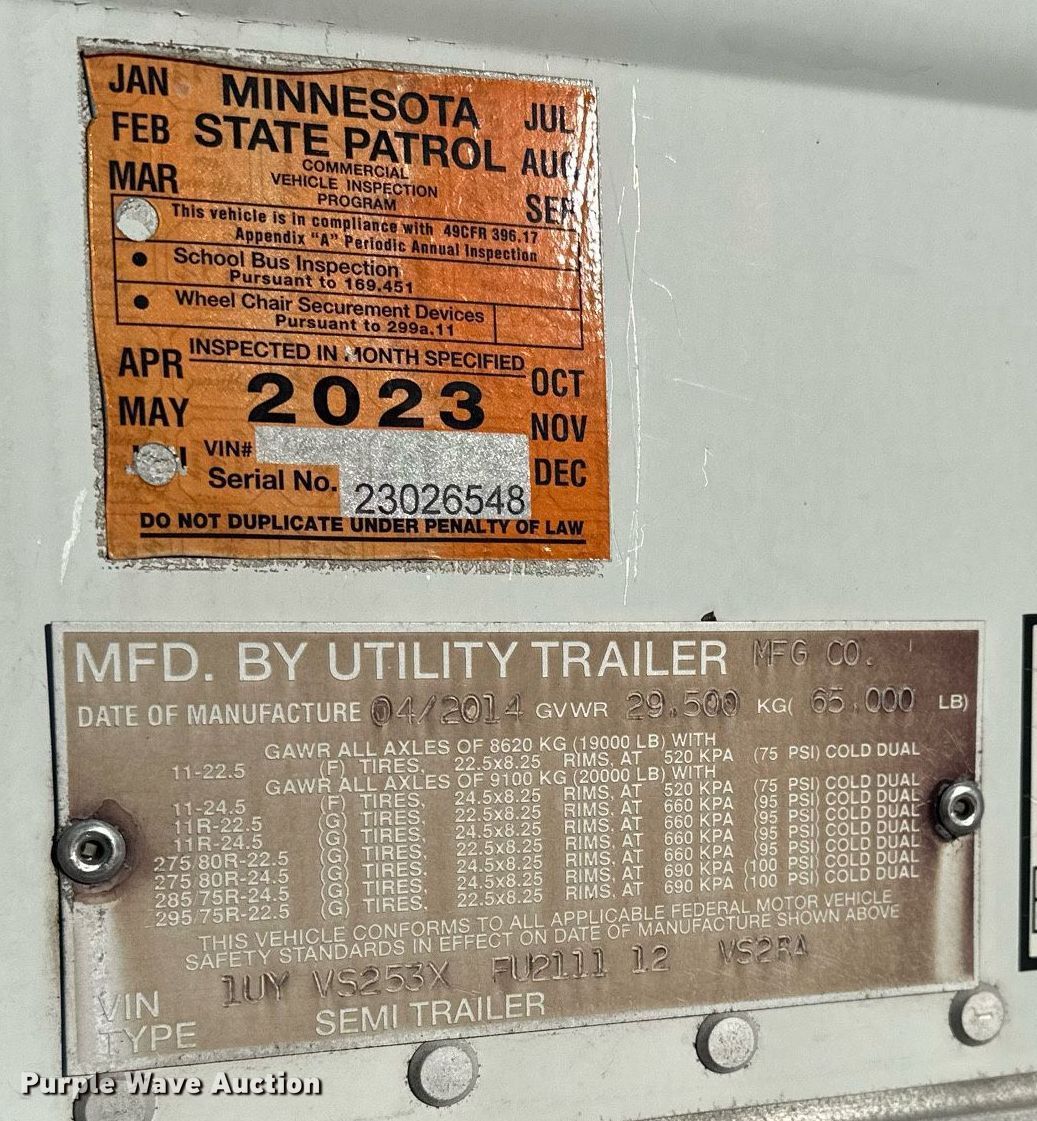 JAN MINNESOTA JUL
FEB STATE PATROL AUG
MAR COMMERCIAL SEP
VEHICLE INSPECTION
PROGRAM
This vehicle is in compliance with 49CFR 396.17
Appendix "A" Periodic Annual Inspection
School Bus Inspection
Pursuant to 169.451
Wheel Chair Securement Devices
Pursuant to 299a.11
INSPECTED IN MONTH SPECIFIED
APR 2023 OCT
MAY NOV
VIN# DEC
Serial No. 23026548
DO NOT DUPLICATE UNDER PENALTY OF LAW
MFD. BY UTILITY TRAILER MFG CO.
DATE OF MANUFACTURE 04/2014 GVWR 29.500 KG( 65.000 LB)
GAWR ALL AXLES OF 8620 KG (19000 LB) WITH
11-22.5 (F) TIRES, 22.5x8.25 RIMS, AT 520 KPA (75 PSI) COLD DUAL
GAWR ALL AXLES OF 9100 KG (20000 LB) WITH
11-24.5 (F) TIRES, 24.5x8.25 RIMS, AT 520 KPA (75 PSI) COLD DUAL
11R-22.5 (G) TIRES, 22.5x8.25 RIMS, AT 660 KPA (95 PSI) COLD DUAL
11R-24.5 (G) TIRES, 24.5x8.25 RIMS, AT 660 KPA (95 PSI) COLD DUAL
275 80R-22.5 (G) TIRES, 22.5x8.25 RIMS, AT 660 KPA (95 PSI) COLD DUAL
275 80R-24.5 (G) TIRES, 24.5x8.25 RIMS, AT 660 KPA (95 PSI) COLD DUAL
285/75R-24.5 (G) TIRES, 24.5x8.25 RIMS, AT 690 KPA (100 PSI) COLD DUAL
295/75R-22.5 (G) TIRES, 22.5x8.25 RIMS, AT 690 KPA (100 PSI) COLD DUAL
THIS VEHICLE CONFORMS TO ALL APPLICABLE FEDERAL MOTOR VEHICLE
SAFETY STANDARDS IN EFFECT ON DATE OF MANUFACTURE SHOWN ABOVE
VIN 1UY VS253X FU2111 12 VS2RA
TYPE SEMI TRAILER
Purple Wave Auction